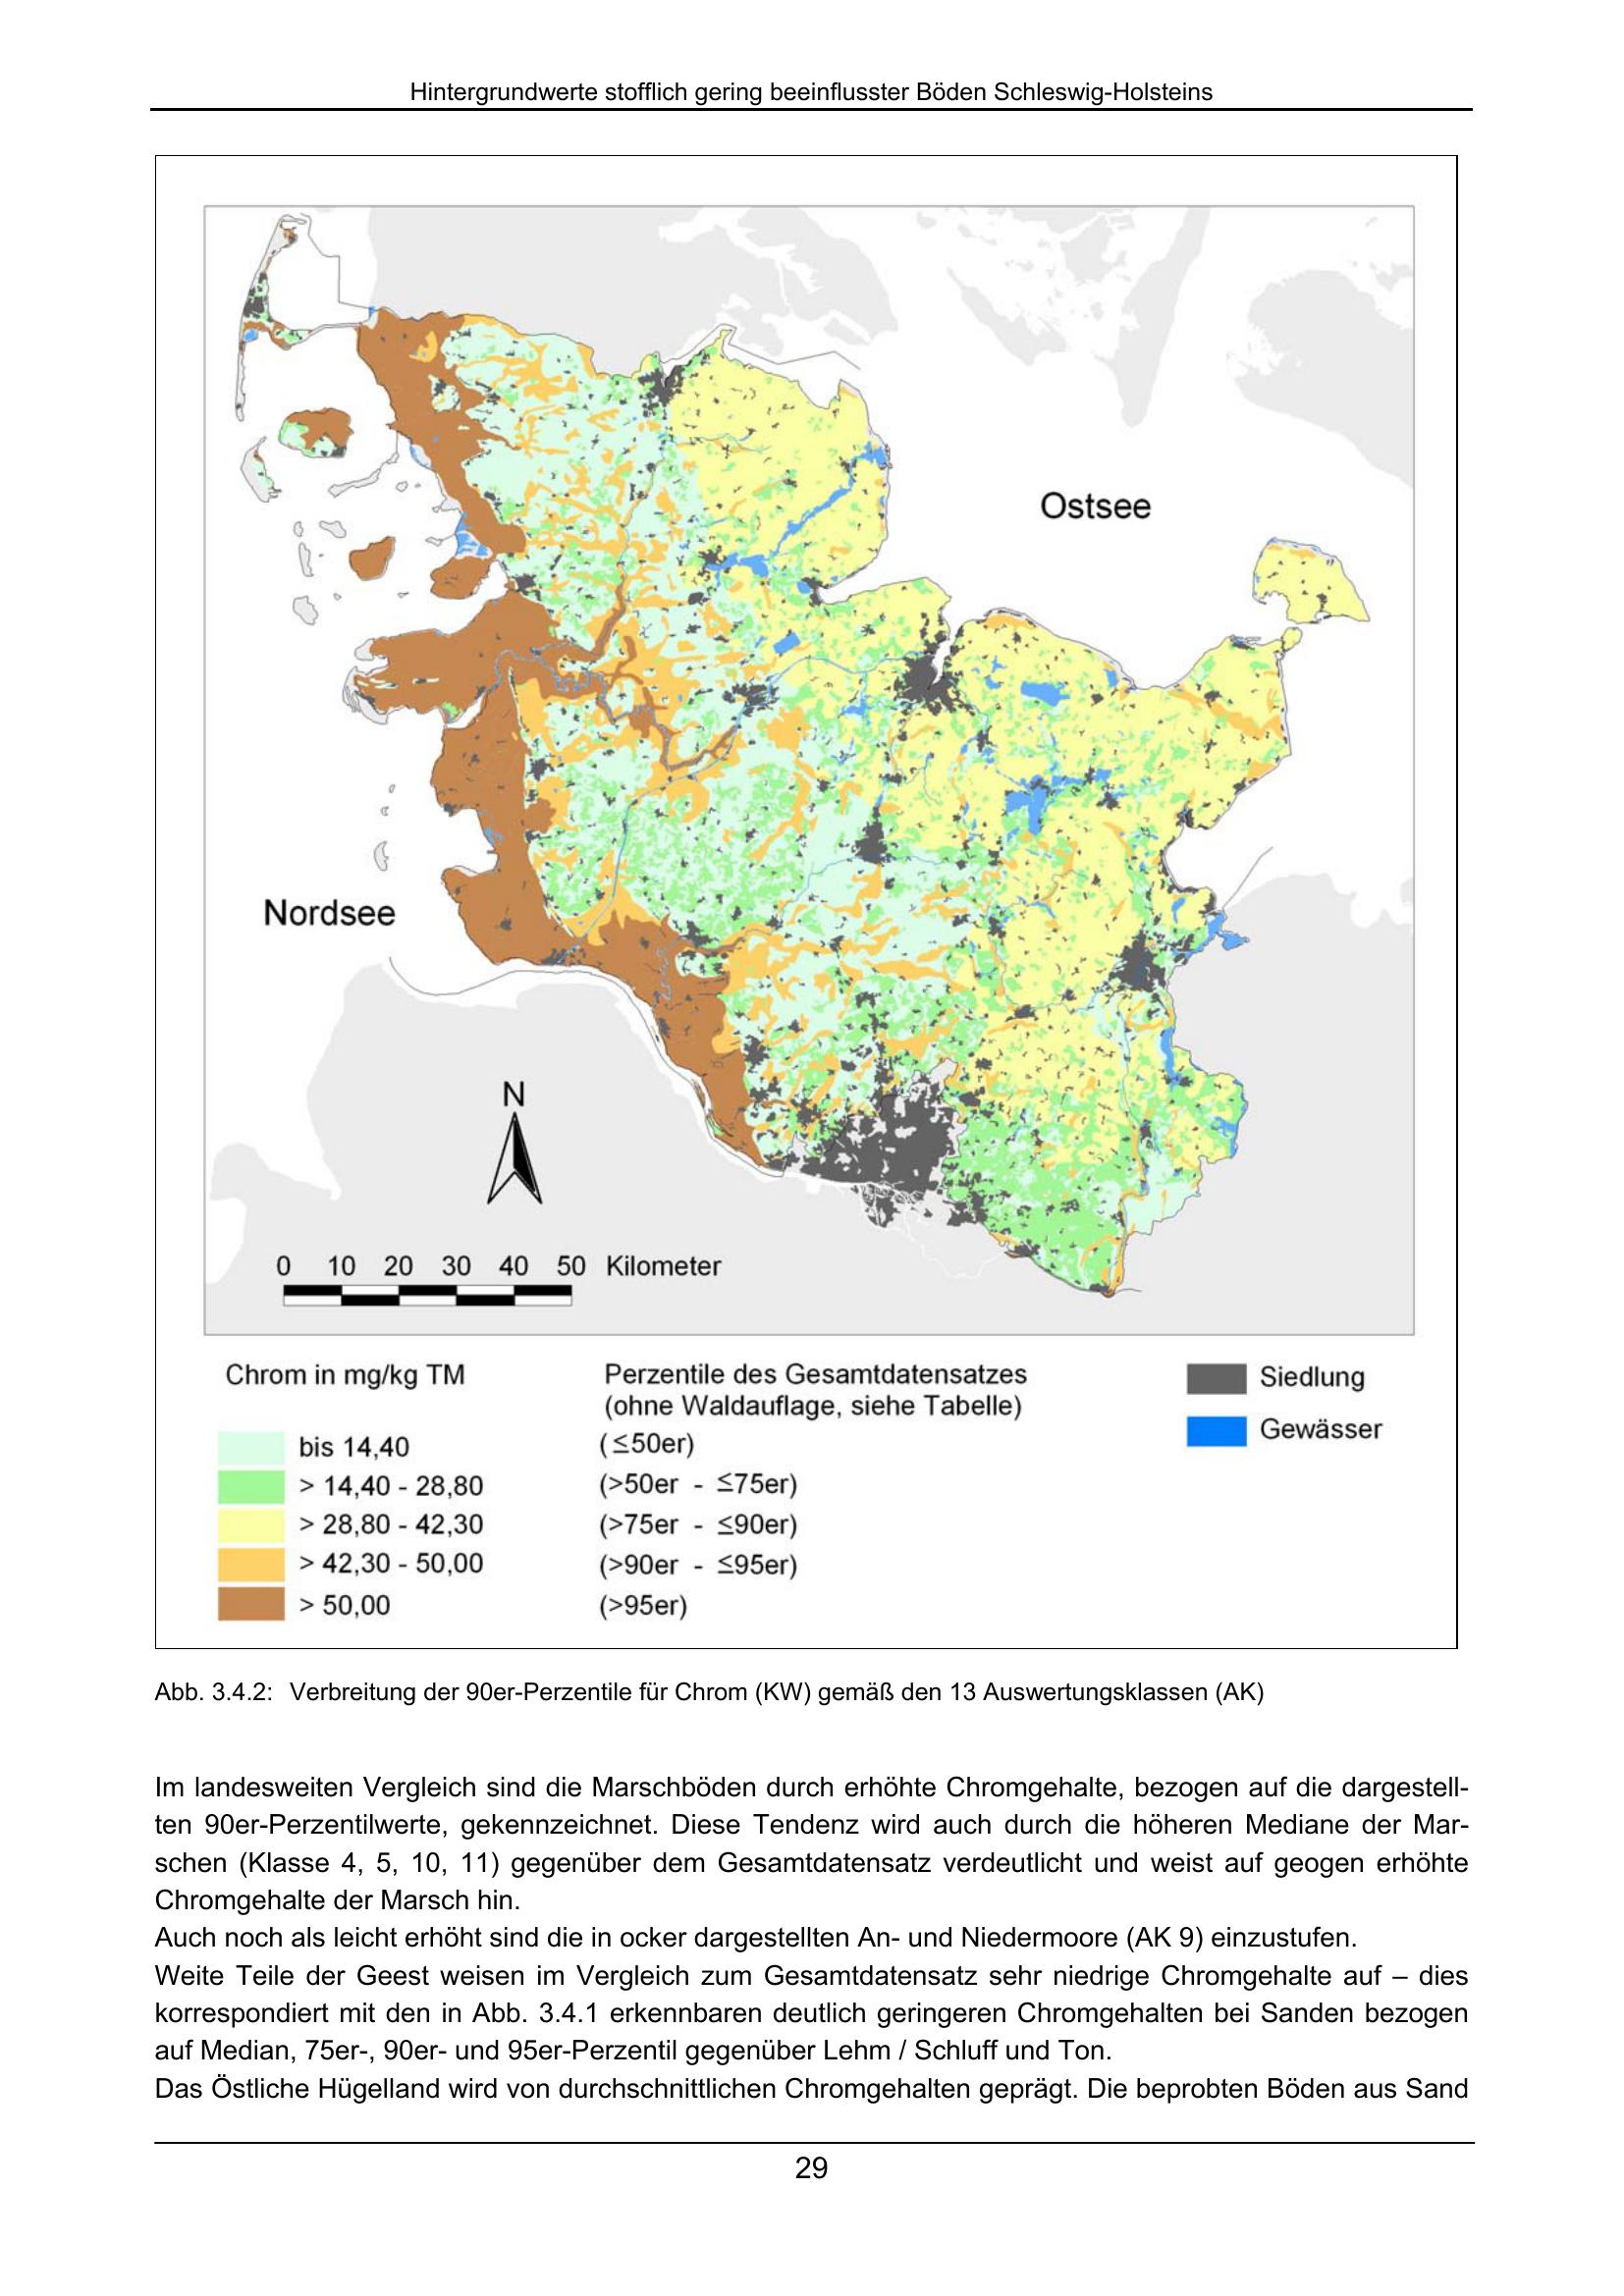 Hintergrundwerte stofflich gering beeinflusster Böden Schleswig-Holsteins
Ostsee
Nordsee
N
0 10 20 30 40 50 Kilometer
Chrom in mg/kg TM
Perzentile des Gesamtdatensatzes
(ohne Waldauflage, siehe Tabelle)
bis 14,40 (≤50er)
> 14,40 - 28,80 (>50er - ≤75er)
> 28,80 - 42,30 (>75er - ≤90er)
> 42,30 - 50,00 (>90er - ≤95er)
> 50,00 (>95er)
Siedlung
Gewässer
Abb. 3.4.2: Verbreitung der 90er-Perzentile für Chrom (KW) gemäß den 13 Auswertungsklassen (AK)
Im landesweiten Vergleich sind die Marschböden durch erhöhte Chromgehalte, bezogen auf die dargestell-
ten 90er-Perzentilwerte, gekennzeichnet. Diese Tendenz wird auch durch die höheren Mediane der Mar-
schen (Klasse 4, 5, 10, 11) gegenüber dem Gesamtdatensatz verdeutlicht und weist auf geogen erhöhte
Chromgehalte der Marsch hin.
Auch noch als leicht erhöht sind die in ocker dargestellten An- und Niedermoore (AK 9) einzustufen.
Weite Teile der Geest weisen im Vergleich zum Gesamtdatensatz sehr niedrige Chromgehalte auf – dies
korrespondiert mit den in Abb. 3.4.1 erkennbaren deutlich geringeren Chromgehalten bei Sanden bezogen
auf Median, 75er-, 90er- und 95er-Perzentil gegenüber Lehm / Schluff und Ton.
Das Östliche Hügelland wird von durchschnittlichen Chromgehalten geprägt. Die beprobten Böden aus Sand
29